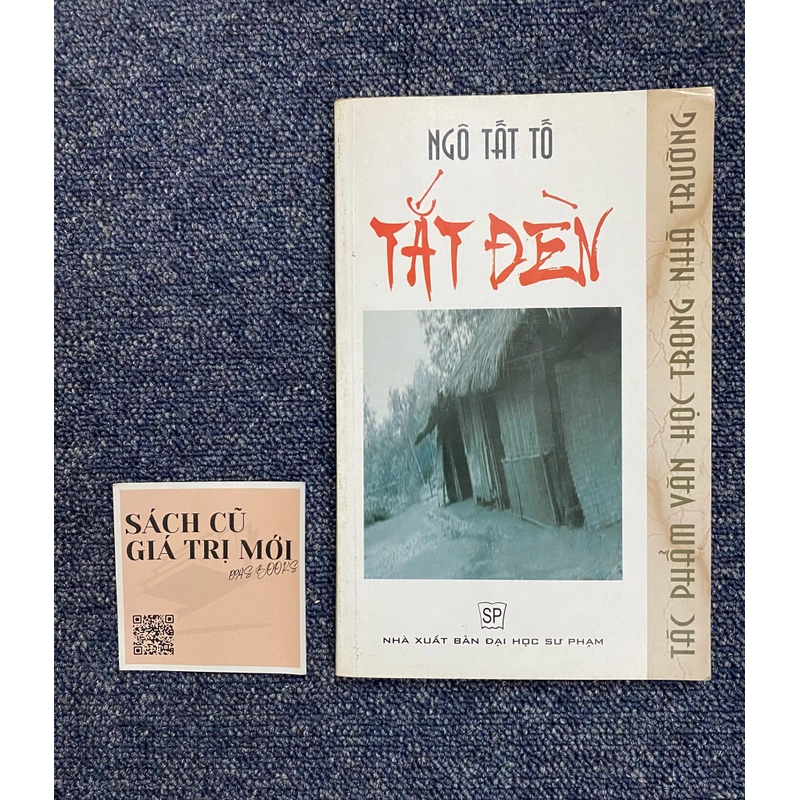 NGÔ TẤT TỐ
TẮT ĐÈN
TÁC PHẨM VĂN HỌC TRONG NHÀ TRƯỜNG
SP
NHÀ XUẤT BẢN ĐẠI HỌC SƯ PHẠM
SÁCH CŨ
GIÁ TRỊ MỚI